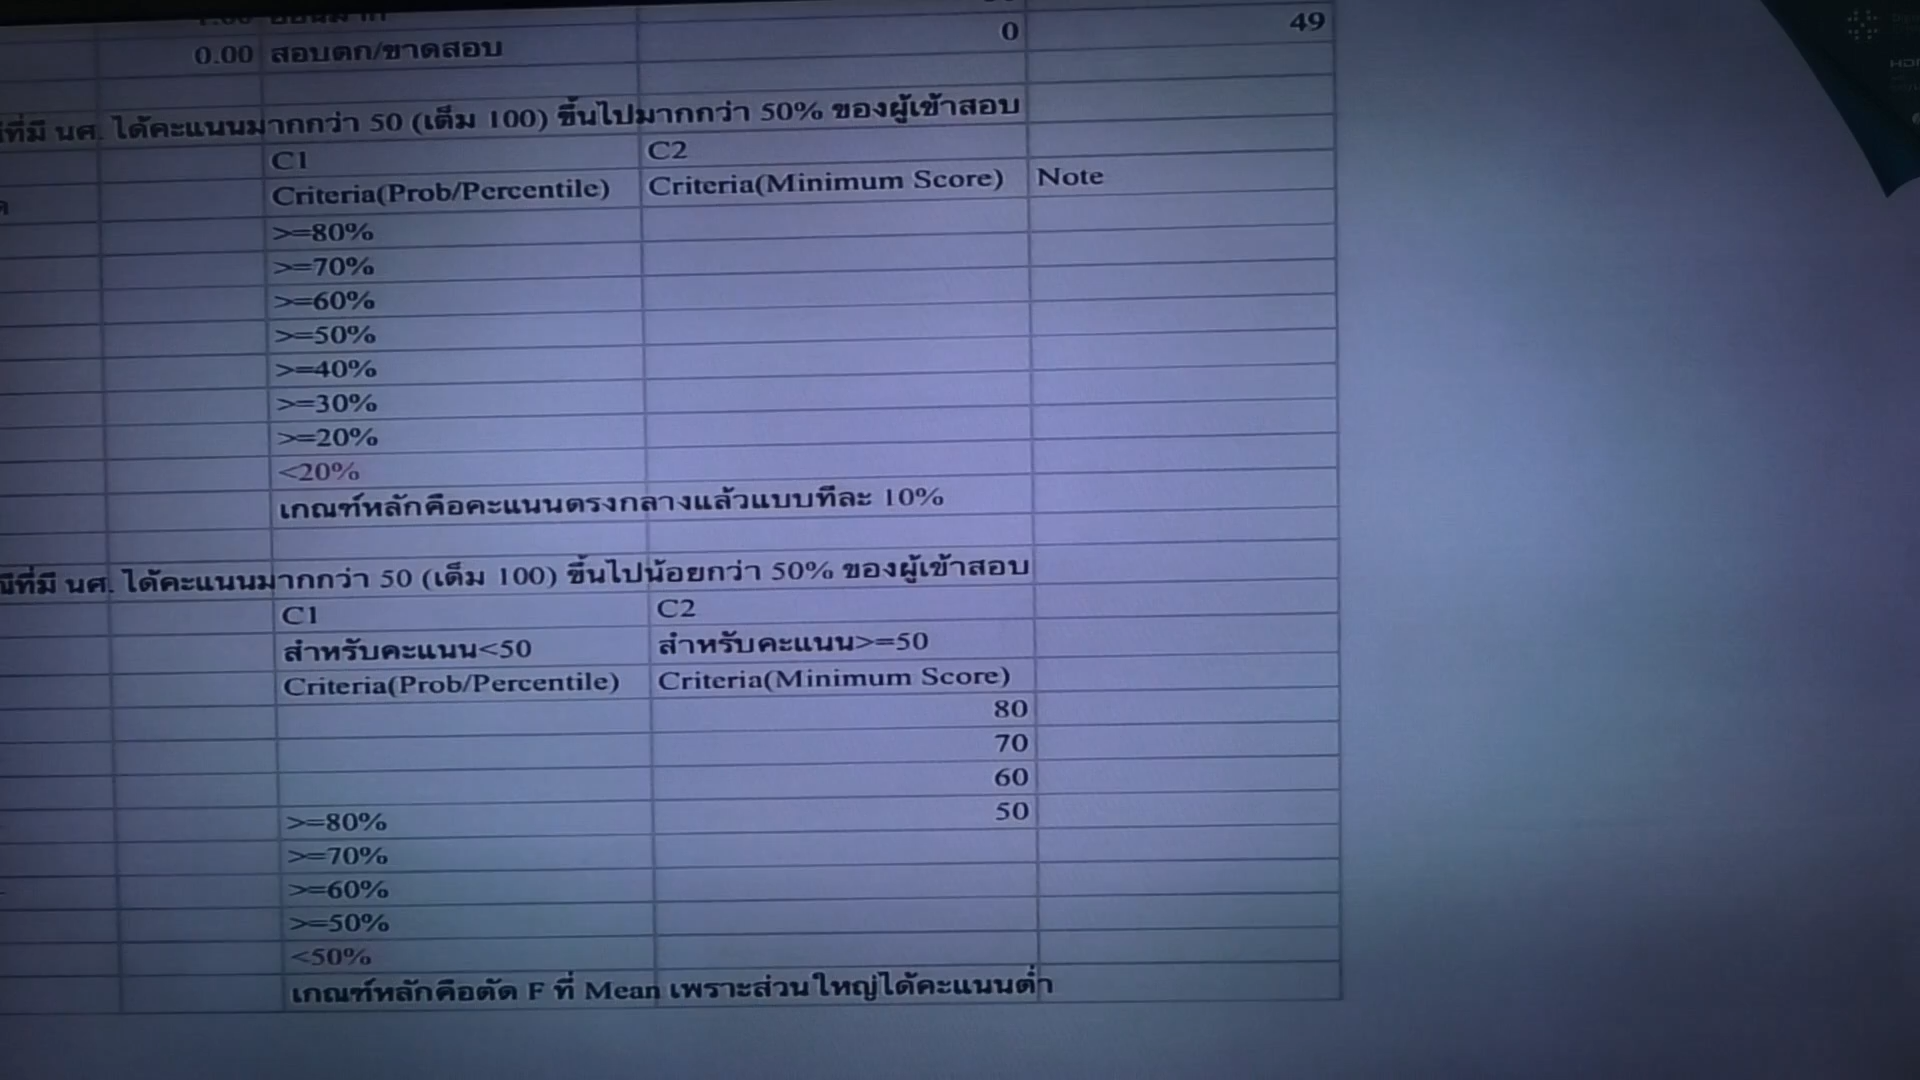 0.00 สอบตก/ขาดสอบ 0 49
ที่มี นศ. ได้คะแนนมากกว่า 50 (เต็ม 100) ขึ้นไปมากกว่า 50% ของผู้เข้าสอบ
C1 C2
Criteria(Prob/Percentile) Criteria(Minimum Score) Note
>=80%
>=70%
>=60%
>=50%
>=40%
>=30%
>=20%
<20%
เกณฑ์หลักคือคะแนนตรงกลางแล้วแบบทีละ 10%
ที่มี นศ. ได้คะแนนมากกว่า 50 (เต็ม 100) ขึ้นไปน้อยกว่า 50% ของผู้เข้าสอบ
C1 C2
สำหรับคะแนน<50 สำหรับคะแนน>=50
Criteria(Prob/Percentile) Criteria(Minimum Score)
80
70
60
>=80% 50
>=70%
>=60%
>=50%
<50%
เกณฑ์หลักคือตัด F ที่ Mean เพราะส่วนใหญ่ได้คะแนนต่ำ